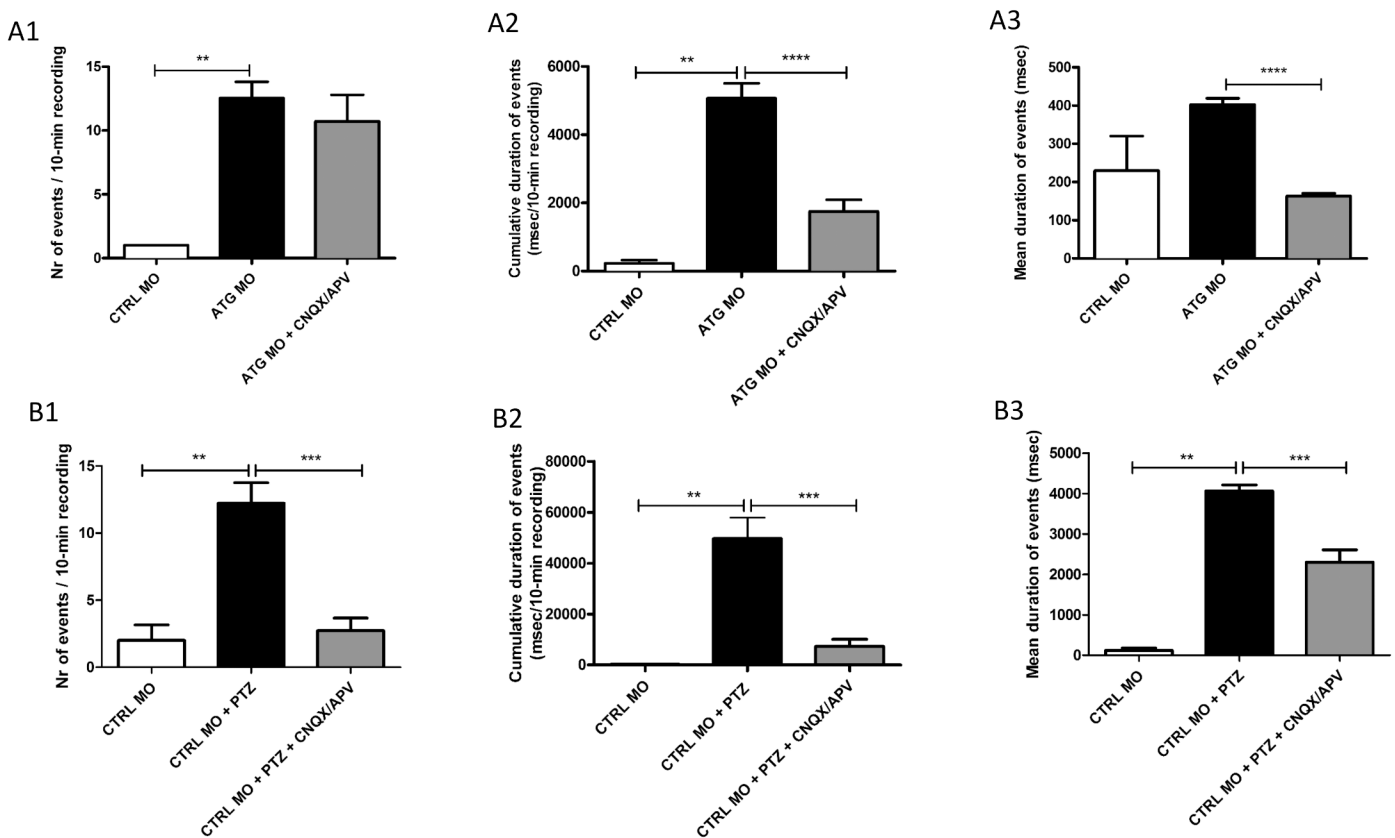 A1
Nr of events / 10-min recording
15
10
5
0
**
CTRL MO
ATG MO
ATG MO + CNQX/APV
A2
Cumulative duration of events
(msec/10-min recording)
6000
4000
2000
0
**
****
CTRL MO
ATG MO
ATG MO + CNQX/APV
A3
Mean duration of events (msec)
500
400
300
200
100
0
****
CTRL MO
ATG MO
ATG MO + CNQX/APV
B1
Nr of events / 10-min recording
15
10
5
0
**
***
CTRL MO
CTRL MO + PTZ
CTRL MO + PTZ + CNQX/APV
B2
Cumulative duration of events
(msec/10-min recording)
80000
60000
40000
20000
0
**
***
CTRL MO
CTRL MO + PTZ
CTRL MO + PTZ + CNQX/APV
B3
Mean duration of events (msec)
5000
4000
3000
2000
1000
0
**
***
CTRL MO
CTRL MO + PTZ
CTRL MO + PTZ + CNQX/APV